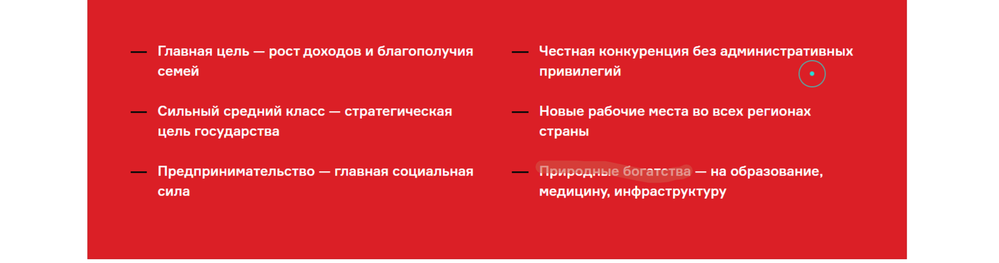 Главная цель — рост доходов и благополучия
семей
Сильный средний класс — стратегическая
цель государства
Предпринимательство — главная социальная
сила
Честная конкуренция без административных
привилегий
Новые рабочие места во всех регионах
страны
Природные богатства — на образование,
медицину, инфраструктуру